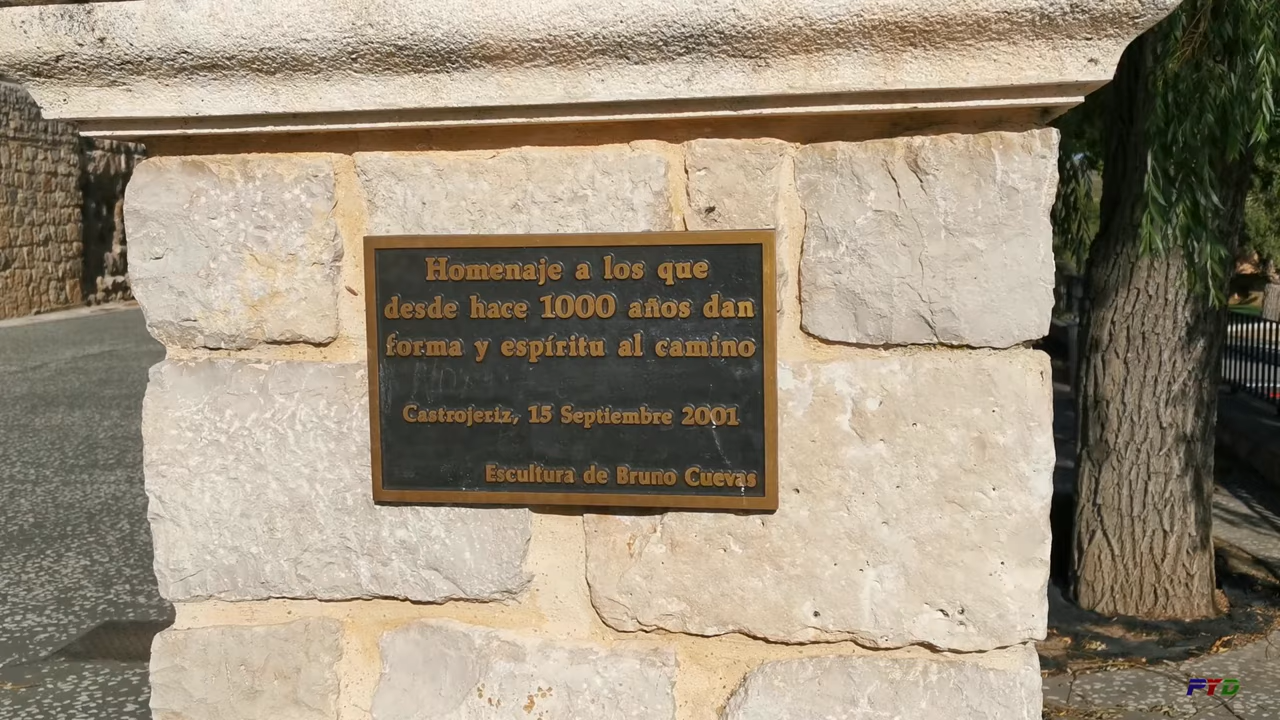 Homenaje a los que
desde hace 1000 años dan
forma y espíritu al camino
Castrojeriz, 15 Septiembre 2001
Escultura de Bruno Cuevas
PYD